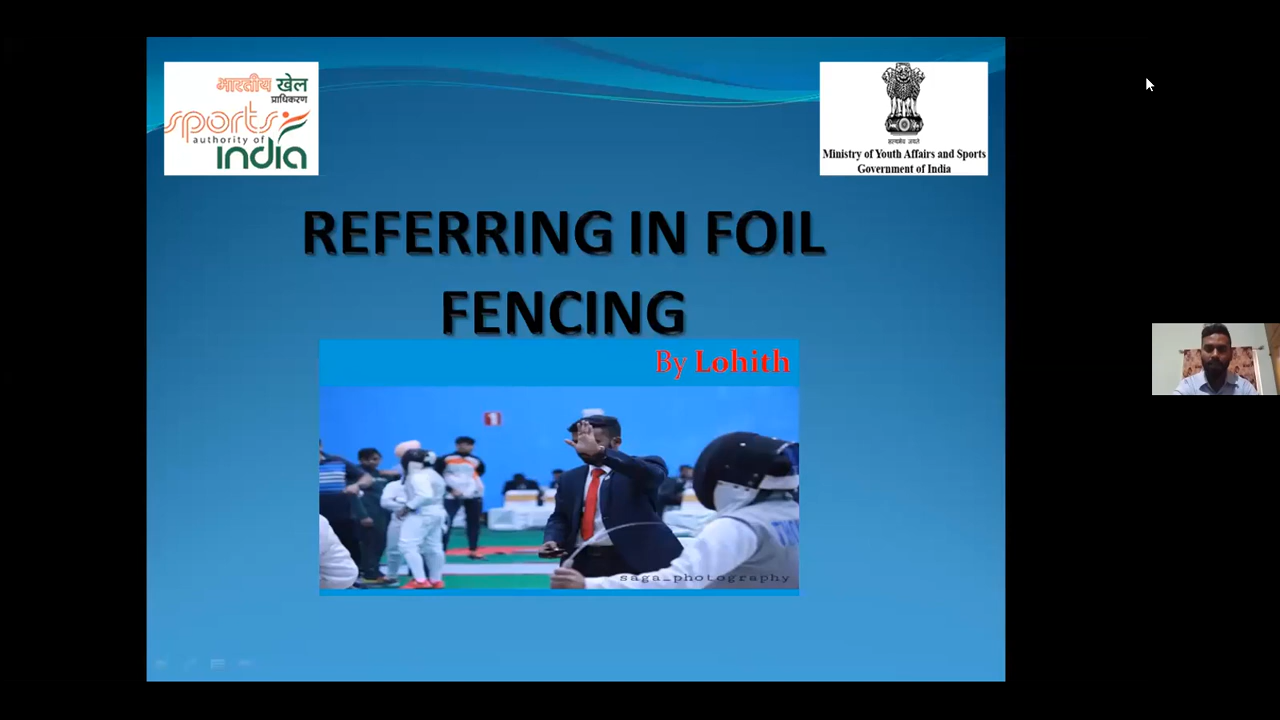 भारतीय खेल
प्राधिकरण
sports
authority of
india
सत्यमेव जयते
Ministry of Youth Affairs and Sports
Government of India
REFERRING IN FOIL
FENCING
By Lohith
1
saga_photography